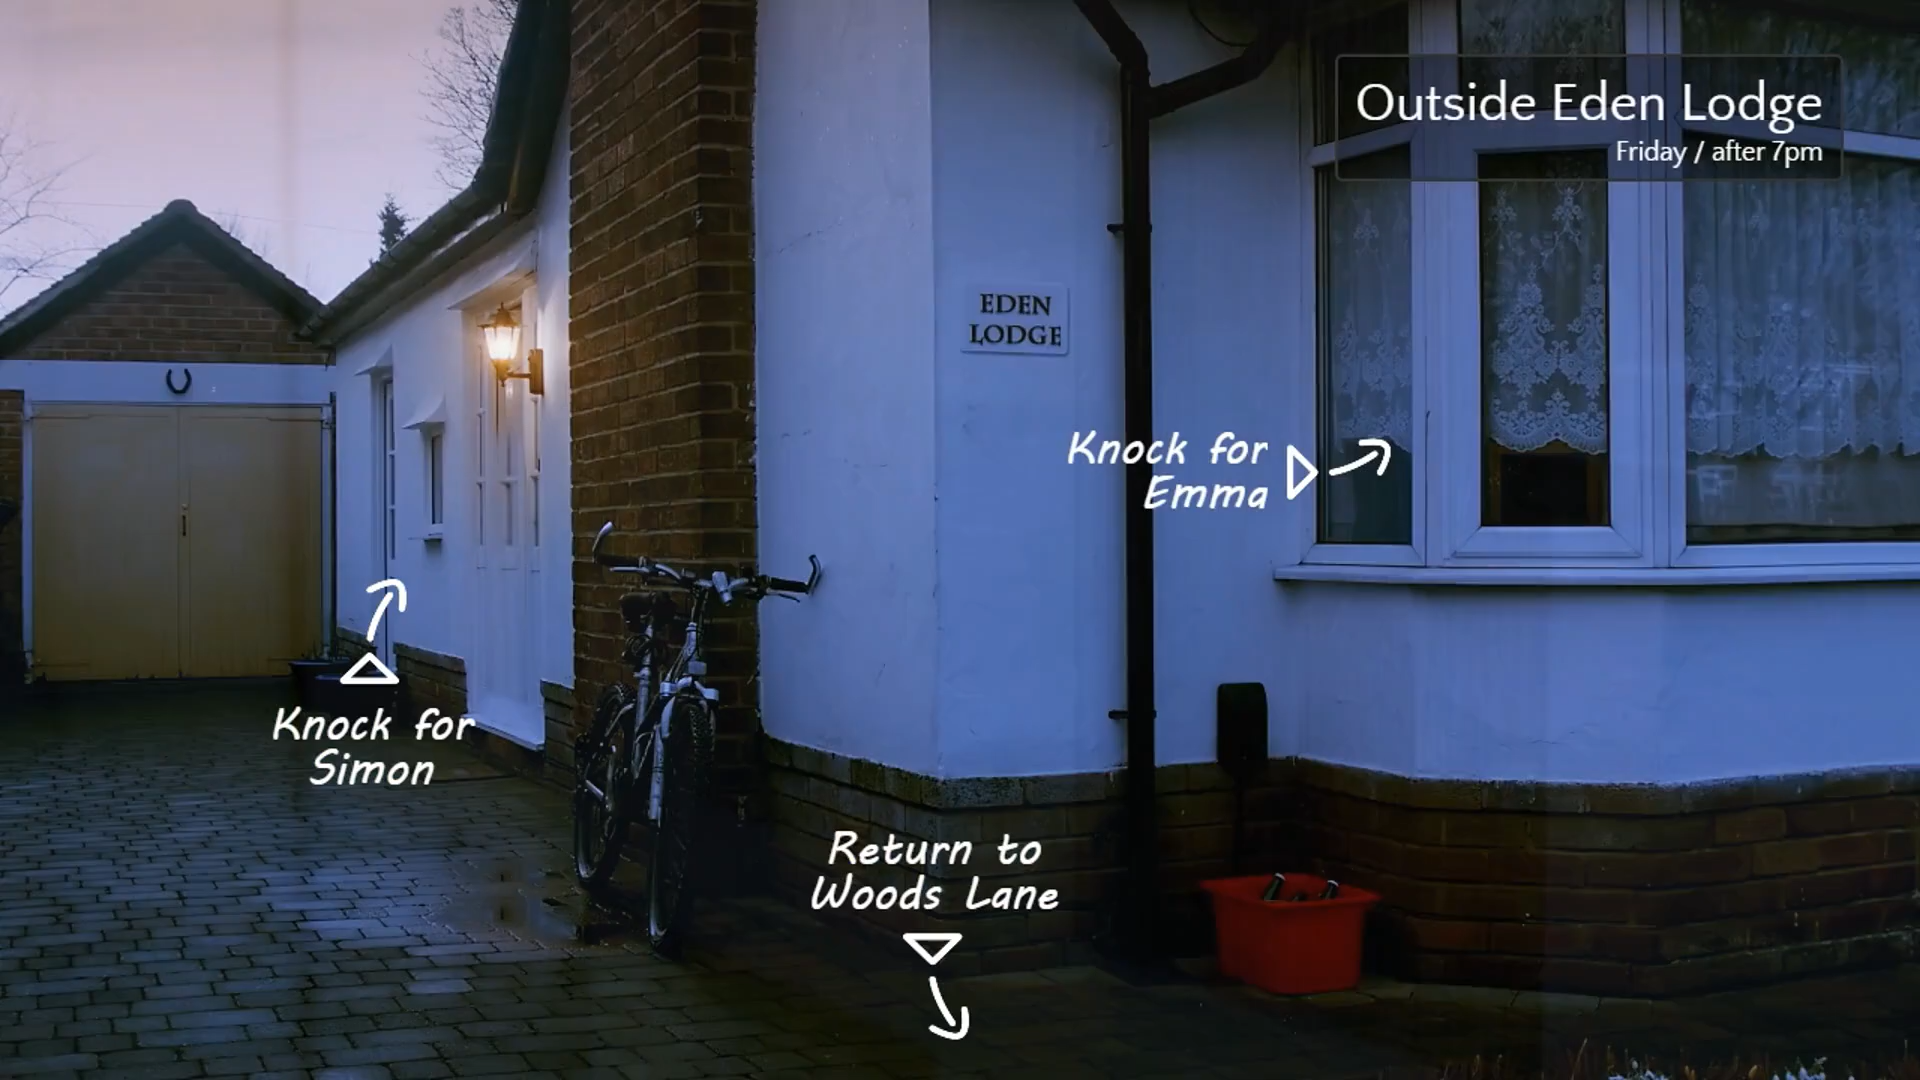 Outside Eden Lodge
Friday / after 7pm
EDEN
LODGE
Knock for
Emma
Knock for
Simon
Return to
Woods Lane